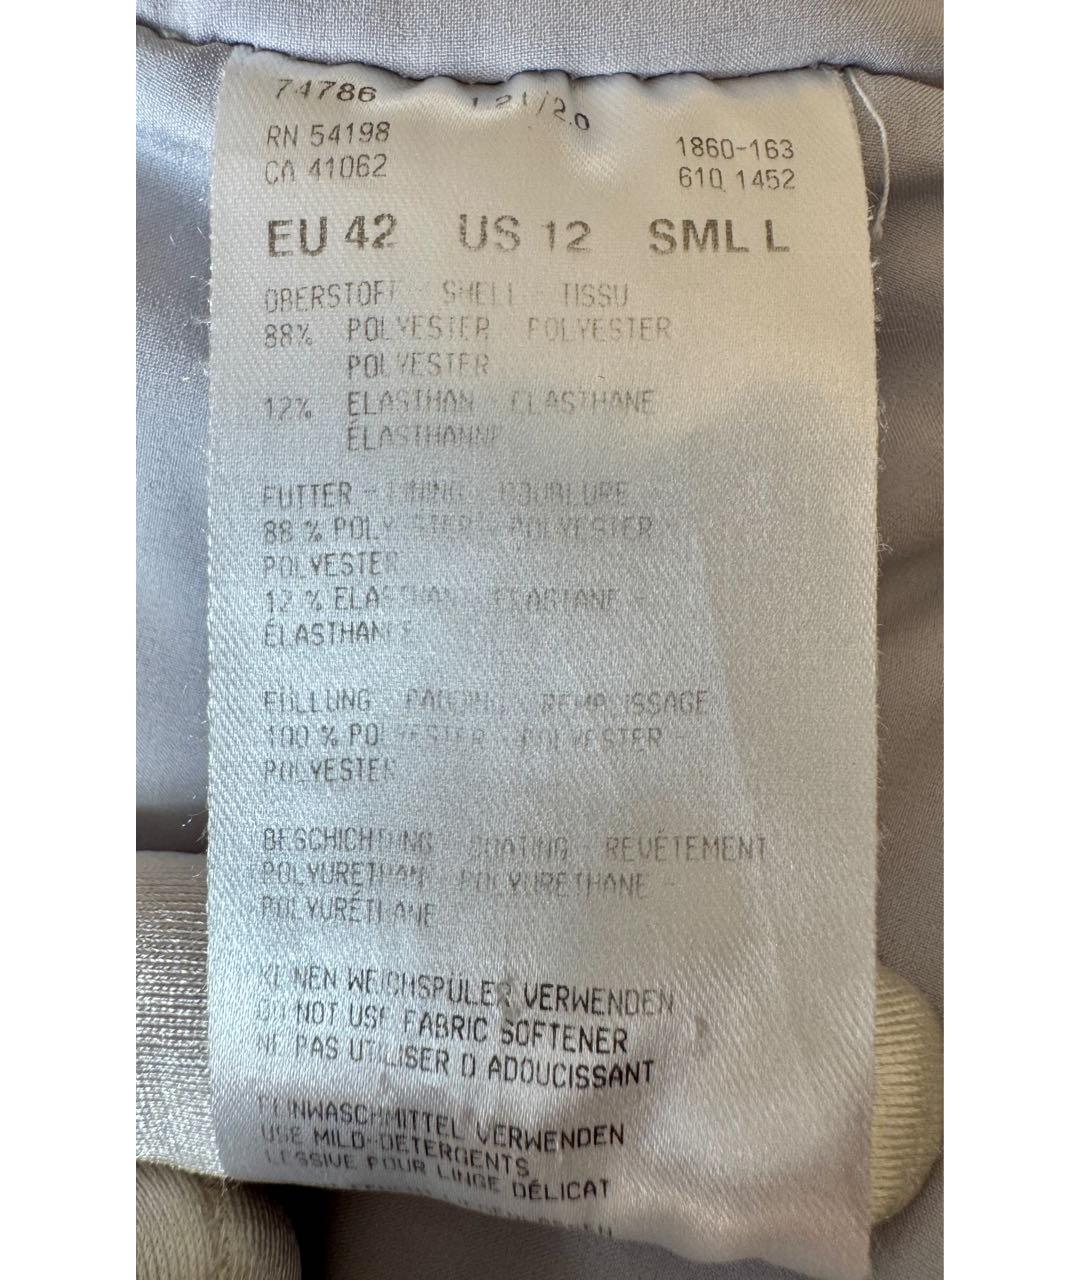 74786
RN 54198
CA 41062
1860-163
61Q 1452
EU 42 US 12 SML L
OBERSTOFF - SHELL - TISSU
88% POLYESTER - POLYESTER
POLYESTER
12% ELASTHAN - ELASTHANE
ÉLASTHANNE
FUTTER - LINING - DOUBLURE
88 % POLYESTER - POLYESTER -
POLYESTER
12 % ELASTHAN - ELASTANE -
ÉLASTHANNE
FÜLLUNG - PADDING - REMPLISSAGE
100 % POLYESTER - POLYESTER -
POLYESTER
BESCHICHTUNG - COATING - REVÊTEMENT
POLYURETHAN - POLYURETHANE -
POLYURÉTHANE
KEINEN WEICHSPÜLER VERWENDEN
DO NOT USE FABRIC SOFTENER
NE PAS UTILISER D ADOUCISSANT
FEINWASCHMITTEL VERWENDEN
USE MILD-DETERGENTS
LESSIVE POUR LINGE DÉLICAT